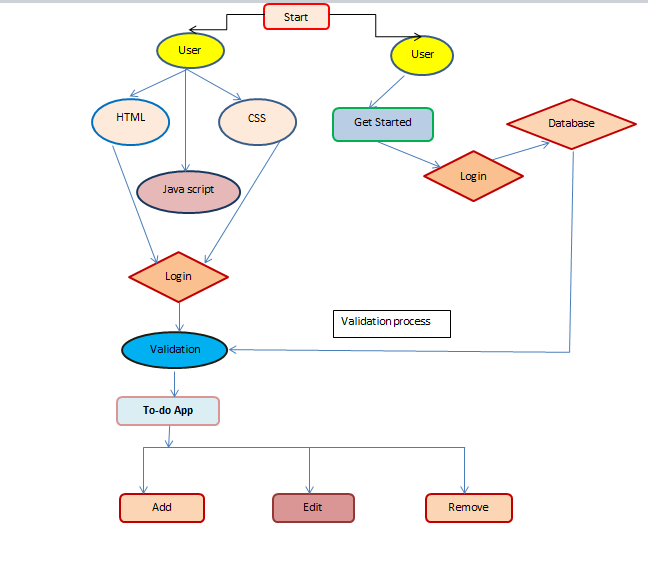 Start
User
User
HTML
CSS
Get Started
Database
Java script
Login
Login
Validation process
Validation
To-do App
Add
Edit
Remove